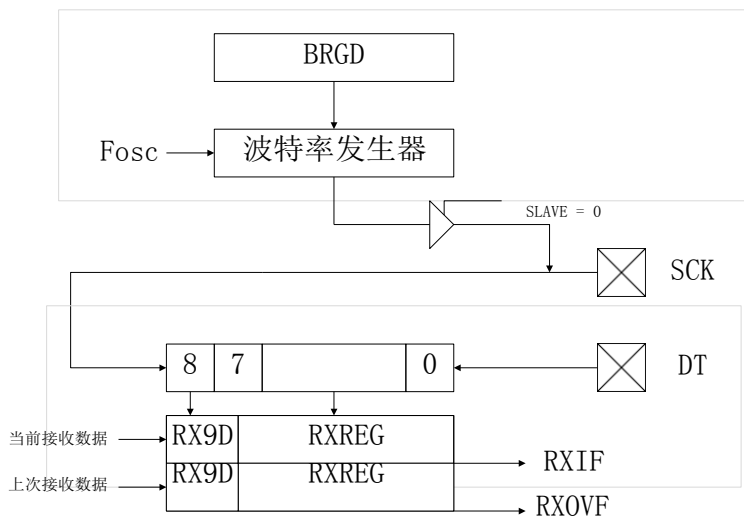 BRGD
Fosc
波特率发生器
SLAVE = 0
SCK
8 7 0
DT
当前接收数据 RX9D RXREG
RXIF
上次接收数据 RX9D RXREG
RXOVF